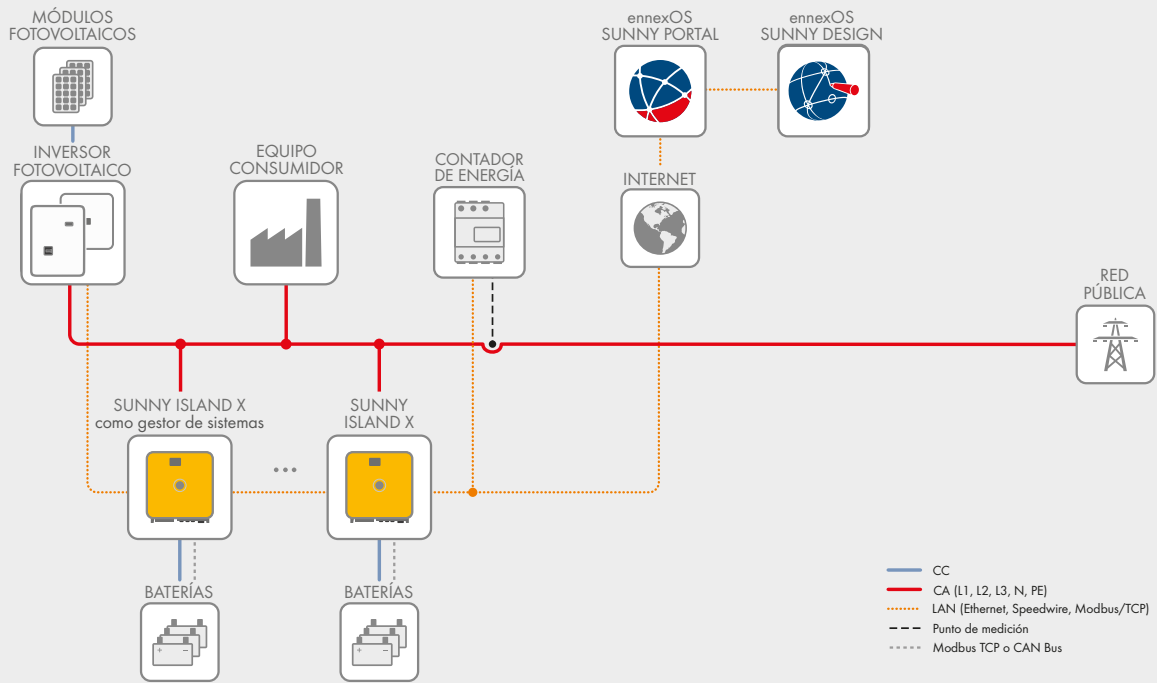 MÓDULOS
FOTOVOLTAICOS
ennexOS
SUNNY PORTAL
ennexOS
SUNNY DESIGN
INVERSOR
FOTOVOLTAICO
EQUIPO
CONSUMIDOR
CONTADOR
DE ENERGÍA
INTERNET
RED
PÚBLICA
SUNNY ISLAND X
como gestor de sistemas
SUNNY
ISLAND X
...
BATERÍAS
BATERÍAS
CC
CA (L1, L2, L3, N, PE)
LAN (Ethernet, Speedwire, Modbus/TCP)
Punto de medición
Modbus TCP o CAN Bus